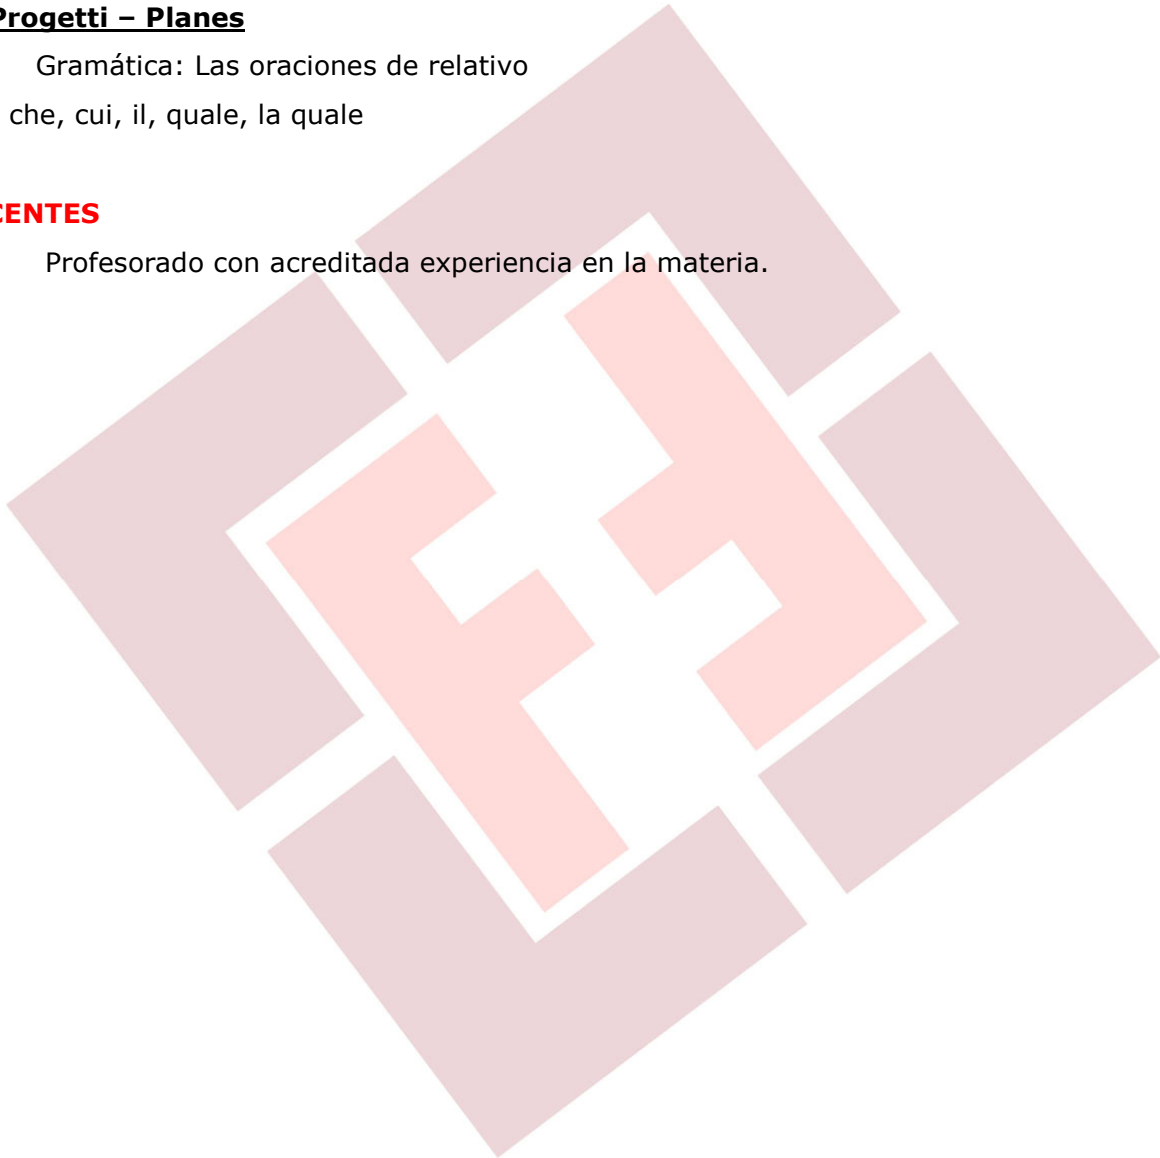 Progetti – Planes
Gramática: Las oraciones de relativo
che, cui, il, quale, la quale
CENTES
Profesorado con acreditada experiencia en la materia.